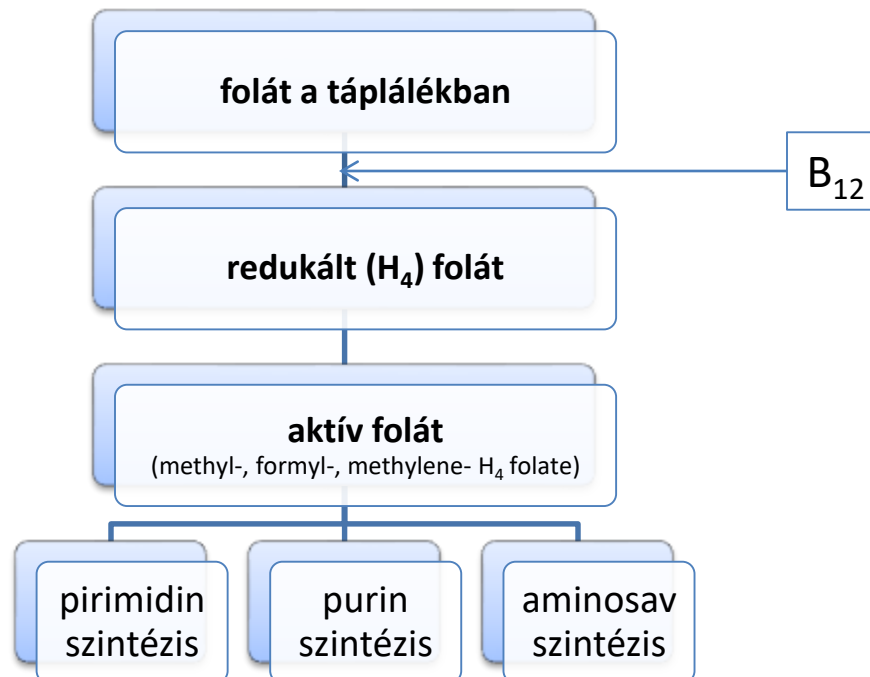 folát a táplálékban
B₁₂
redukált (H₄) folát
aktív folát
(methyl-, formyl-, methylene- H₄ folate)
pirimidin
szintézis
purin
szintézis
aminosav
szintézis